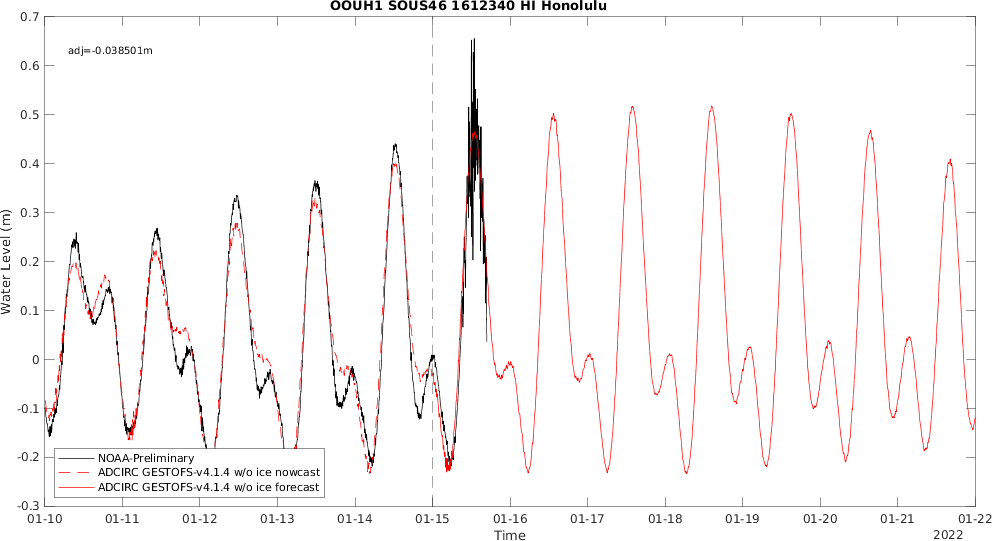 OOUH1 SOUS46 1612340 HI Honolulu
adj=-0.038501m
Water Level (m)
0.7
0.6
0.5
0.4
0.3
0.2
0.1
0
-0.1
-0.2
-0.3
NOAA-Preliminary
ADCIRC GESTOFS-v4.1.4 w/o ice nowcast
ADCIRC GESTOFS-v4.1.4 w/o ice forecast
01-10 01-11 01-12 01-13 01-14 01-15 01-16 01-17 01-18 01-19 01-20 01-21 01-22
Time
2022